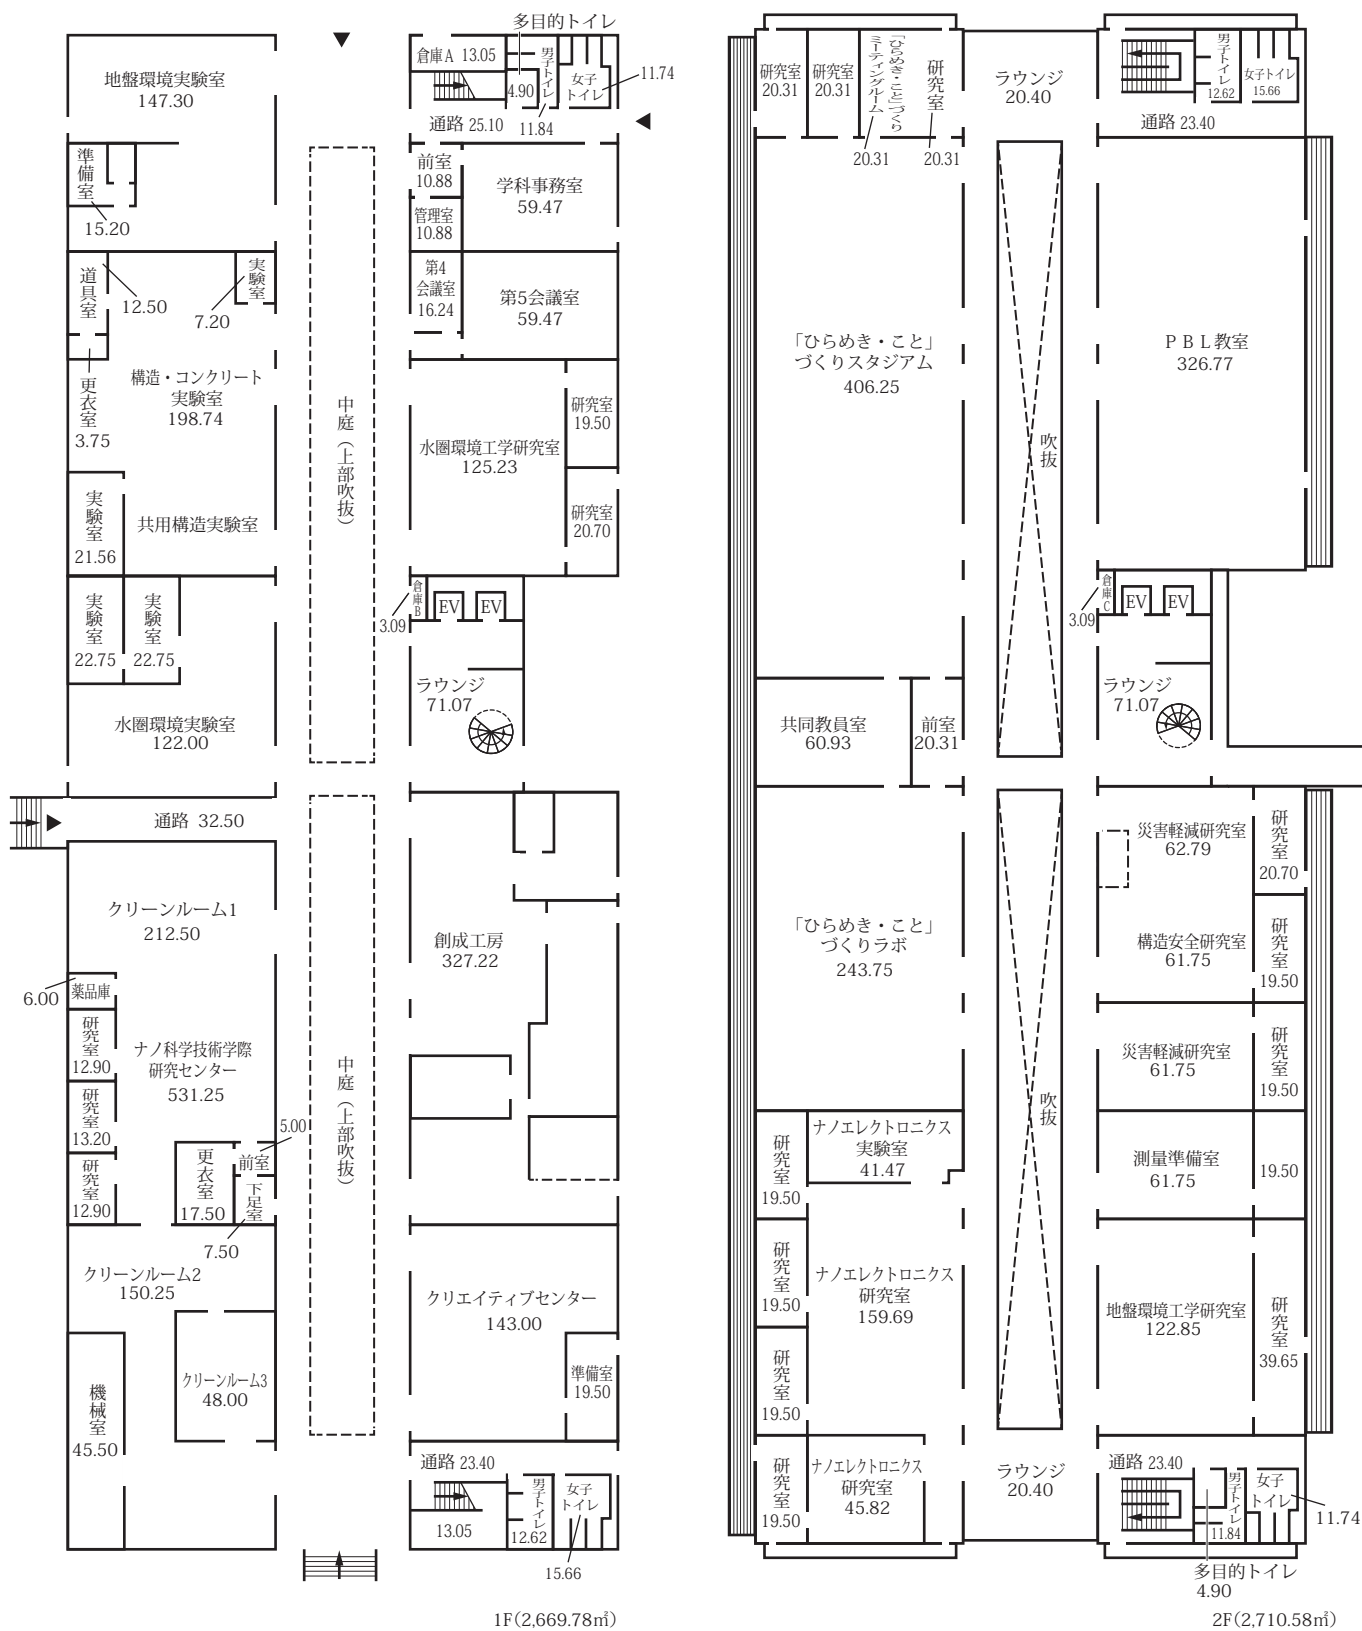 多目的トイレ
倉庫A 13.05
男子トイレ
女子
トイレ
11.74
4.90
地盤環境実験室
147.30
通路 25.10
11.84
準備室
15.20
前室
10.88
学科事務室
59.47
管理室
10.88
道具室
12.50
実験室
7.20
第4
会議室
16.24
第5会議室
59.47
構造・コンクリート
実験室
198.74
更衣室
3.75
中庭（上部吹抜）
研究室
19.50
水圏環境工学研究室
125.23
実験室
21.56
共用構造実験室
研究室
20.70
実験室
22.75
実験室
22.75
倉庫B
3.09
EV
EV
ラウンジ
71.07
水圏環境実験室
122.00
通路 32.50
クリーンルーム1
212.50
創成工房
327.22
薬品庫
6.00
研究室
12.90
ナノ科学技術学際
研究センター
531.25
研究室
13.20
5.00
研究室
12.90
更衣室
17.50
前室
下足室
7.50
中庭（上部吹抜）
クリーンルーム2
150.25
クリエイティブセンター
143.00
クリーンルーム3
48.00
準備室
19.50
機械室
45.50
通路 23.40
13.05
男子トイレ
12.62
女子
トイレ
15.66
1F(2,669.78㎡)
研究室
20.31
研究室
20.31
「ひらめき・こと」づくり
ミーティングルーム
20.31
研究室
20.31
ラウンジ
20.40
男子トイレ
12.62
女子トイレ
15.66
通路 23.40
「ひらめき・こと」
づくりスタジアム
406.25
PBL教室
326.77
吹抜
倉庫C
3.09
EV
EV
ラウンジ
71.07
共同教員室
60.93
前室
20.31
災害軽減研究室
62.79
研究室
20.70
「ひらめき・こと」
づくりラボ
243.75
構造安全研究室
61.75
研究室
19.50
災害軽減研究室
61.75
研究室
19.50
吹抜
ナノエレクトロニクス
実験室
41.47
研究室
19.50
測量準備室
61.75
19.50
研究室
19.50
ナノエレクトロニクス
研究室
159.69
地盤環境工学研究室
122.85
研究室
39.65
研究室
19.50
研究室
19.50
ナノエレクトロニクス
研究室
45.82
ラウンジ
20.40
通路 23.40
男子トイレ
11.84
女子
トイレ
11.74
多目的トイレ
4.90
2F(2,710.58㎡)